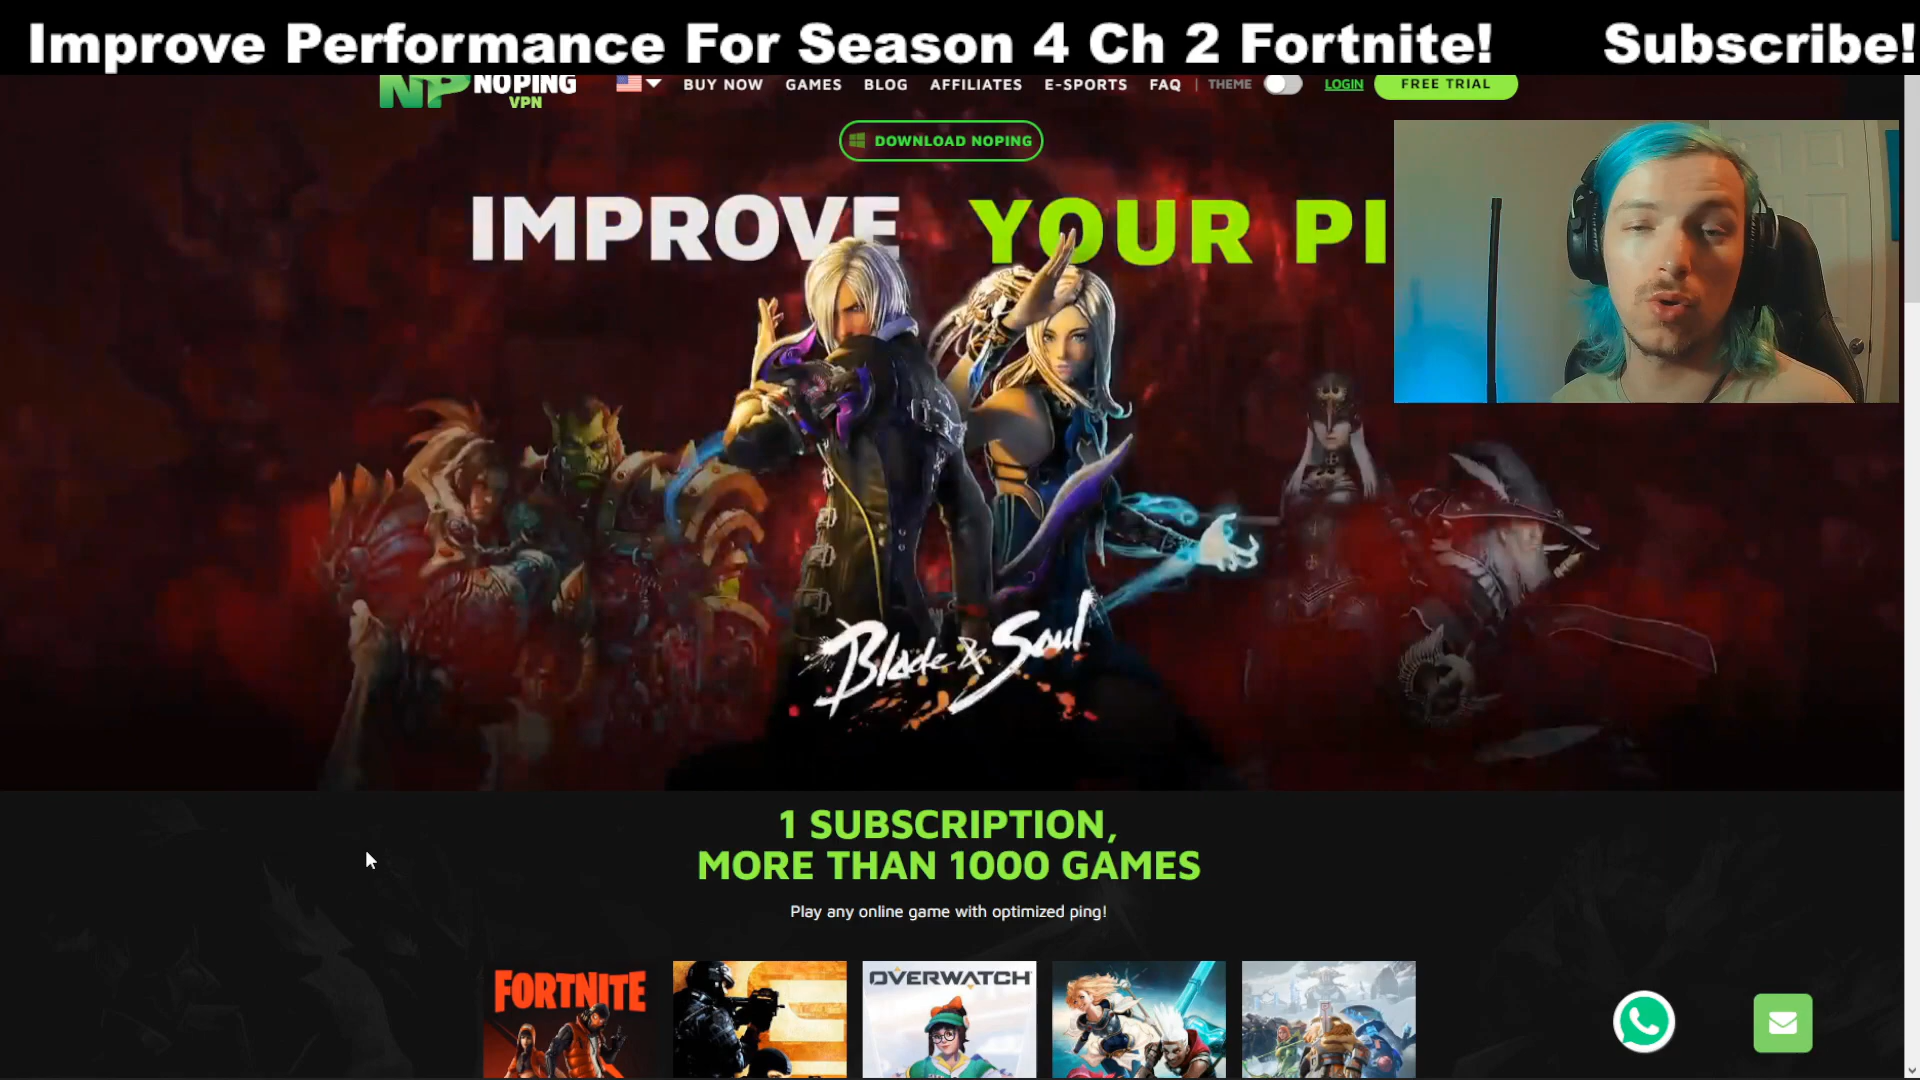 Improve Performance For Season 4 Ch 2 Fortnite! Subscribe!
NP NOPING VPN
BUY NOW GAMES BLOG AFFILIATES E-SPORTS FAQ | THEME LOGIN FREE TRIAL
DOWNLOAD NOPING
IMPROVE YOUR PI
Blade & Soul
1 SUBSCRIPTION,
MORE THAN 1000 GAMES
Play any online game with optimized ping!
FORTNITE
OVERWATCH